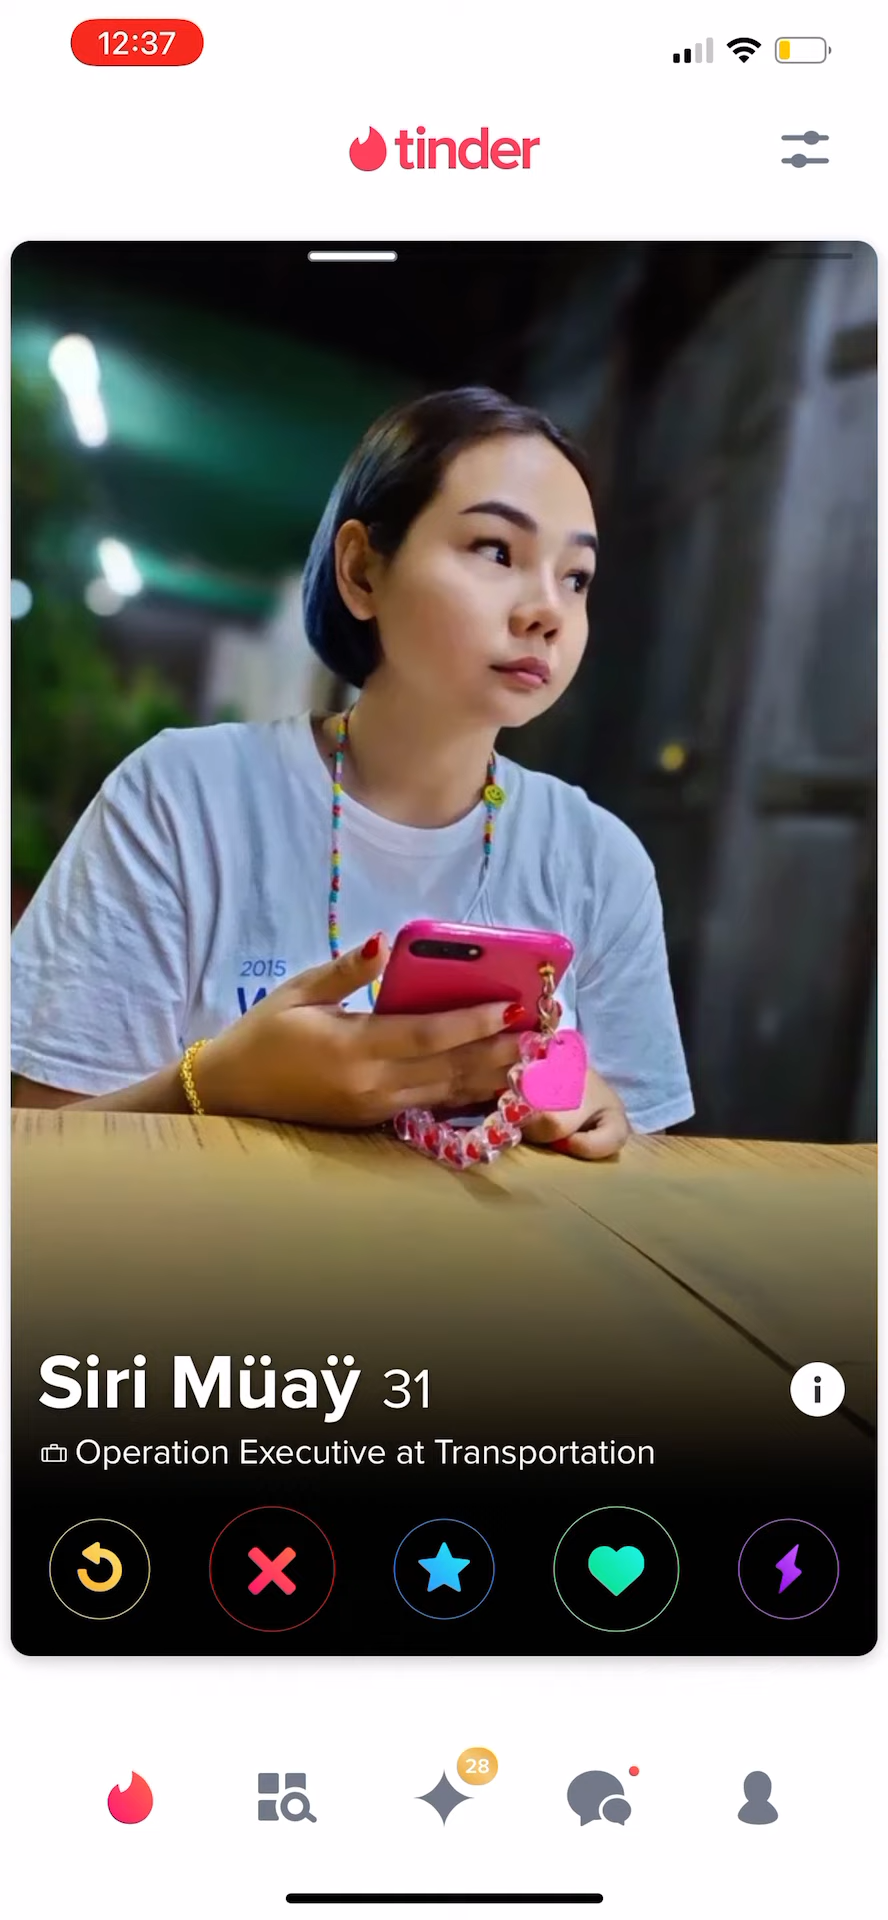 12:37
tinder
2015
Siri Müaÿ 31
Operation Executive at Transportation
28